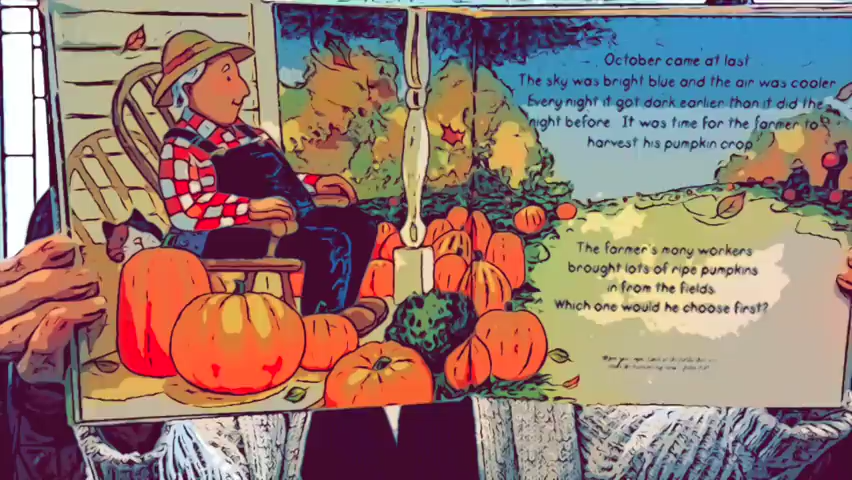 October came at last
The sky was bright blue and the air was cooler
Every night it got dark earlier than it did the
night before. It was time for the farmer to
harvest his pumpkin crop
The farmer's many workers
brought lots of ripe pumpkins
in from the fields.
Which one would he choose first?